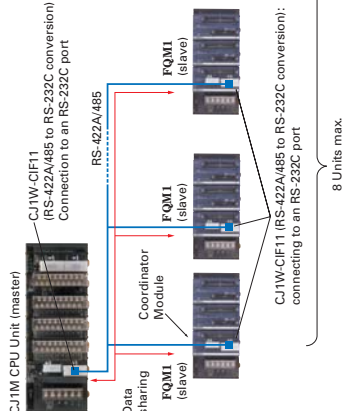 CJ1M CPU Unit (master)
CJ1W-CIF11
(RS-422A/485 to RS-232C conversion)
Connection to an RS-232C port
RS-422A/485
Data
sharing
Coordinator
Module
FQM1
(slave)
FQM1
(slave)
FQM1
(slave)
CJ1W-CIF11 (RS-422A/485 to RS-232C conversion):
connecting to an RS-232C port
8 Units max.